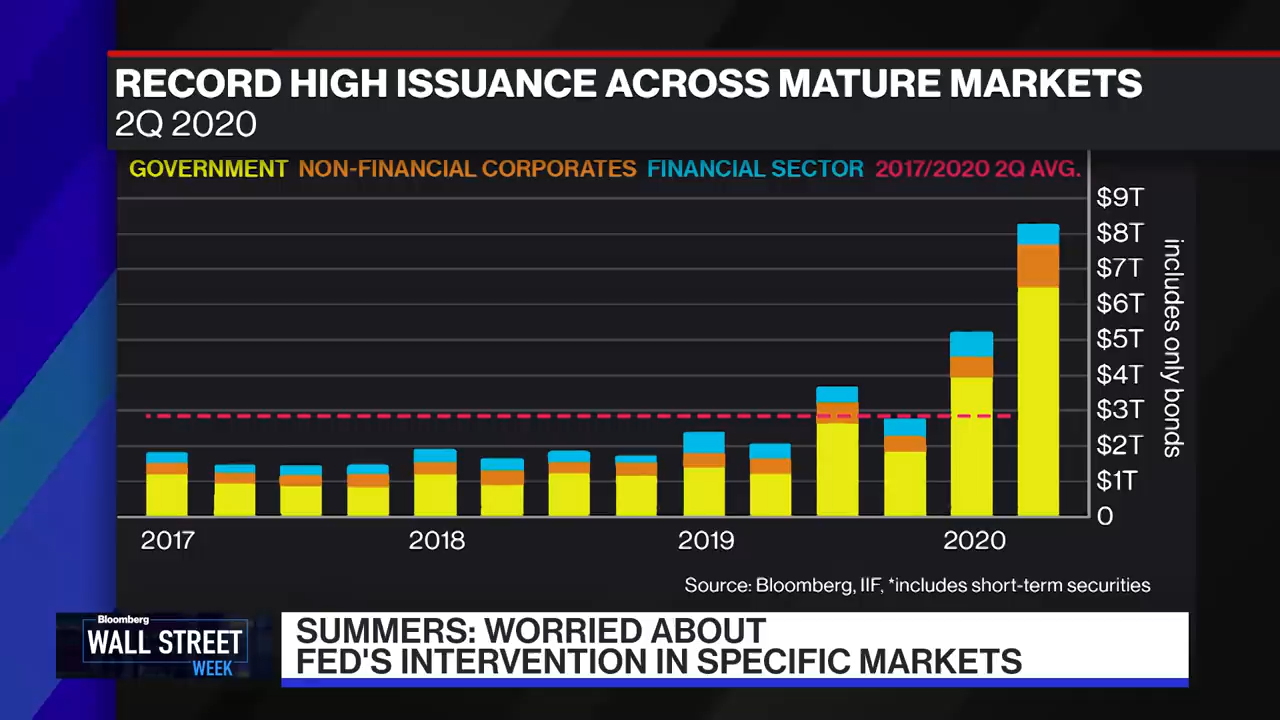 RECORD HIGH ISSUANCE ACROSS MATURE MARKETS
2Q 2020
GOVERNMENT NON-FINANCIAL CORPORATES FINANCIAL SECTOR 2017/2020 2Q AVG.
$9T
$8T
$7T
$6T
$5T
$4T
$3T
$2T
$1T
0
includes only bonds
2017 2018 2019 2020
Source: Bloomberg, IIF, *includes short-term securities
Bloomberg
WALL STREET
WEEK
SUMMERS: WORRIED ABOUT
FED'S INTERVENTION IN SPECIFIC MARKETS